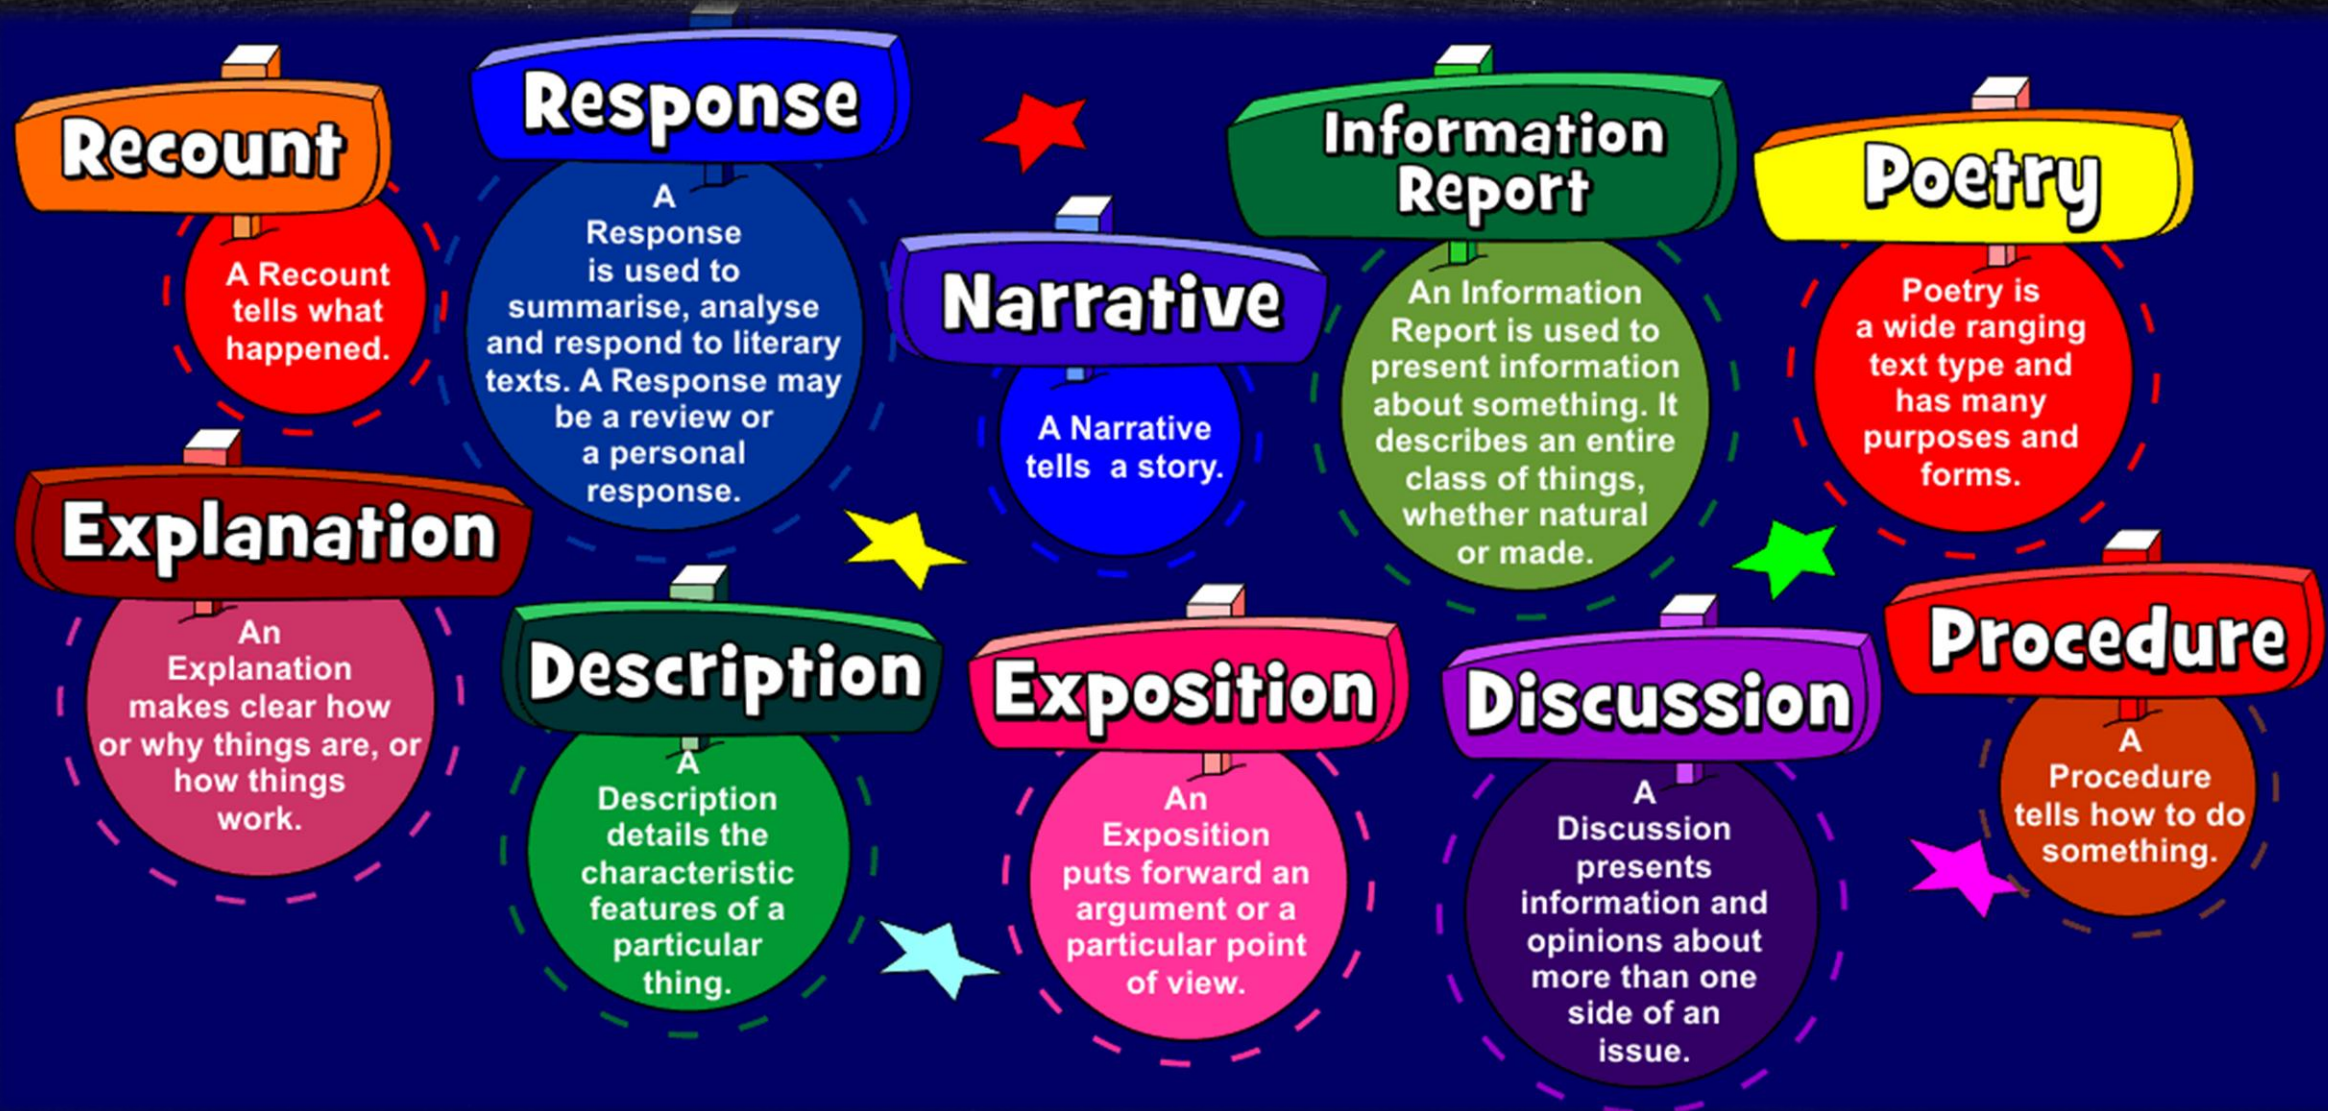 Recount
A Recount
tells what
happened.
Response
A
Response
is used to
summarise, analyse
and respond to literary
texts. A Response may
be a review or
a personal
response.
Narrative
A Narrative
tells  a story.
Information
Report
An Information
Report is used to
present information
about something. It
describes an entire
class of things,
whether natural
or made.
Poetry
Poetry is
a wide ranging
text type and
has many
purposes and
forms.
Explanation
An
Explanation
makes clear how
or why things are, or
how things
work.
Description
A
Description
details the
characteristic
features of a
particular
thing.
Exposition
An
Exposition
puts forward an
argument or a
particular point
of view.
Discussion
A
Discussion
presents
information and
opinions about
more than one
side of an
issue.
Procedure
A
Procedure
tells how to do
something.